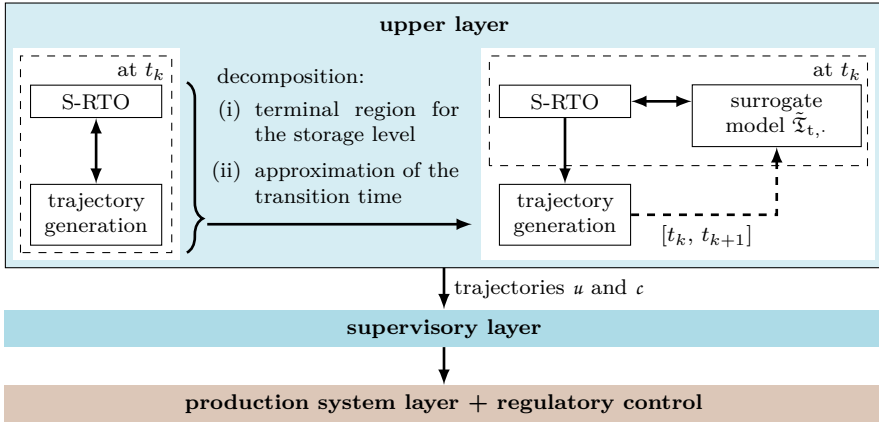 upper layer
at t_k
S-RTO
trajectory
generation
decomposition:
(i) terminal region for
the storage level
(ii) approximation of the
transition time
at t_k
S-RTO
surrogate
model 𝔗̃_{t,·}
trajectory
generation
[t_k, t_{k+1}]
trajectories 𝔲 and 𝔠
supervisory layer
production system layer + regulatory control